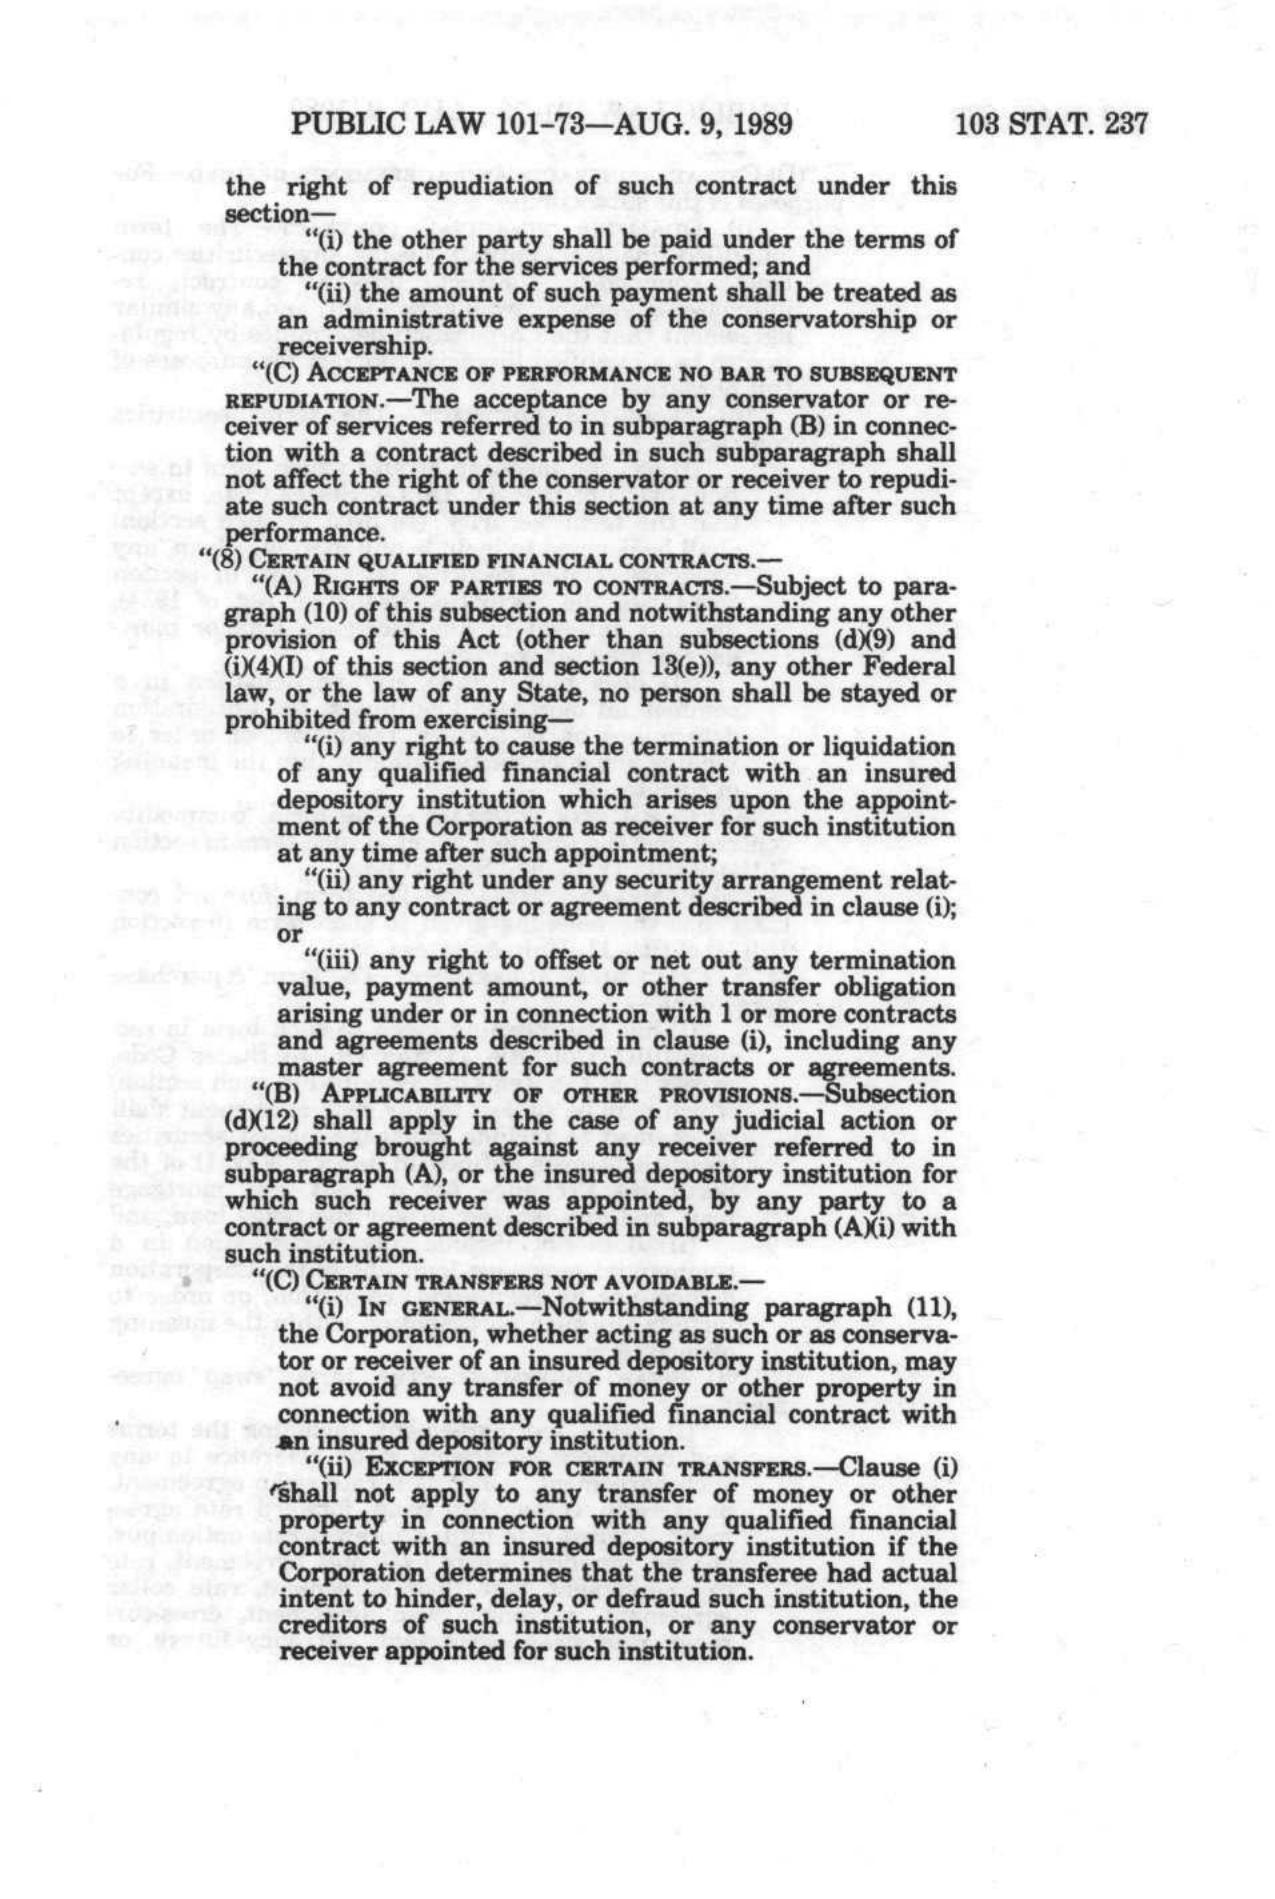 PUBLIC LAW 101-73—AUG. 9, 1989 103 STAT. 237
the right of repudiation of such contract under this
section—
"(i) the other party shall be paid under the terms of
the contract for the services performed; and
"(ii) the amount of such payment shall be treated as
an administrative expense of the conservatorship or
receivership.
"(C) ACCEPTANCE OF PERFORMANCE NO BAR TO SUBSEQUENT
REPUDIATION.—The acceptance by any conservator or re-
ceiver of services referred to in subparagraph (B) in connec-
tion with a contract described in such subparagraph shall
not affect the right of the conservator or receiver to repudi-
ate such contract under this section at any time after such
performance.
"(8) CERTAIN QUALIFIED FINANCIAL CONTRACTS.—
"(A) RIGHTS OF PARTIES TO CONTRACTS.—Subject to para-
graph (10) of this subsection and notwithstanding any other
provision of this Act (other than subsections (d)(9) and
(i)(4)(I) of this section and section 13(e)), any other Federal
law, or the law of any State, no person shall be stayed or
prohibited from exercising—
"(i) any right to cause the termination or liquidation
of any qualified financial contract with an insured
depository institution which arises upon the appoint-
ment of the Corporation as receiver for such institution
at any time after such appointment;
"(ii) any right under any security arrangement relat-
ing to any contract or agreement described in clause (i);
or
"(iii) any right to offset or net out any termination
value, payment amount, or other transfer obligation
arising under or in connection with 1 or more contracts
and agreements described in clause (i), including any
master agreement for such contracts or agreements.
"(B) APPLICABILITY OF OTHER PROVISIONS.—Subsection
(d)(12) shall apply in the case of any judicial action or
proceeding brought against any receiver referred to in
subparagraph (A), or the insured depository institution for
which such receiver was appointed, by any party to a
contract or agreement described in subparagraph (A)(i) with
such institution.
"(C) CERTAIN TRANSFERS NOT AVOIDABLE.—
"(i) IN GENERAL.—Notwithstanding paragraph (11),
the Corporation, whether acting as such or as conserva-
tor or receiver of an insured depository institution, may
not avoid any transfer of money or other property in
connection with any qualified financial contract with
an insured depository institution.
"(ii) EXCEPTION FOR CERTAIN TRANSFERS.—Clause (i)
shall not apply to any transfer of money or other
property in connection with any qualified financial
contract with an insured depository institution if the
Corporation determines that the transferee had actual
intent to hinder, delay, or defraud such institution, the
creditors of such institution, or any conservator or
receiver appointed for such institution.